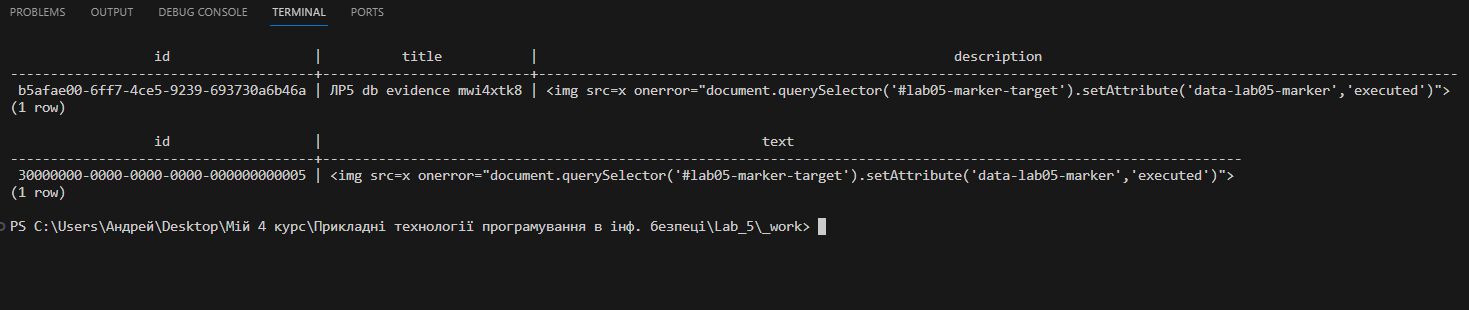 PROBLEMS OUTPUT DEBUG CONSOLE TERMINAL PORTS
id | title | description
--------------------------------------+--------------------------+--------------------------------------------------------------------------------------------------------------------
b5afae00-6ff7-4ce5-9239-693730a6b46a | ЛР5 db evidence mwi4xtk8 | <img src=x onerror="document.querySelector('#lab05-marker-target').setAttribute('data-lab05-marker','executed')">
(1 row)
id | text
--------------------------------------+--------------------------------------------------------------------------------------------------------------------
30000000-0000-0000-0000-000000000005 | <img src=x onerror="document.querySelector('#lab05-marker-target').setAttribute('data-lab05-marker','executed')">
(1 row)
PS C:\Users\Андрей\Desktop\Мій 4 курс\Прикладні технології програмування в інф. безпеці\Lab_5\_work>